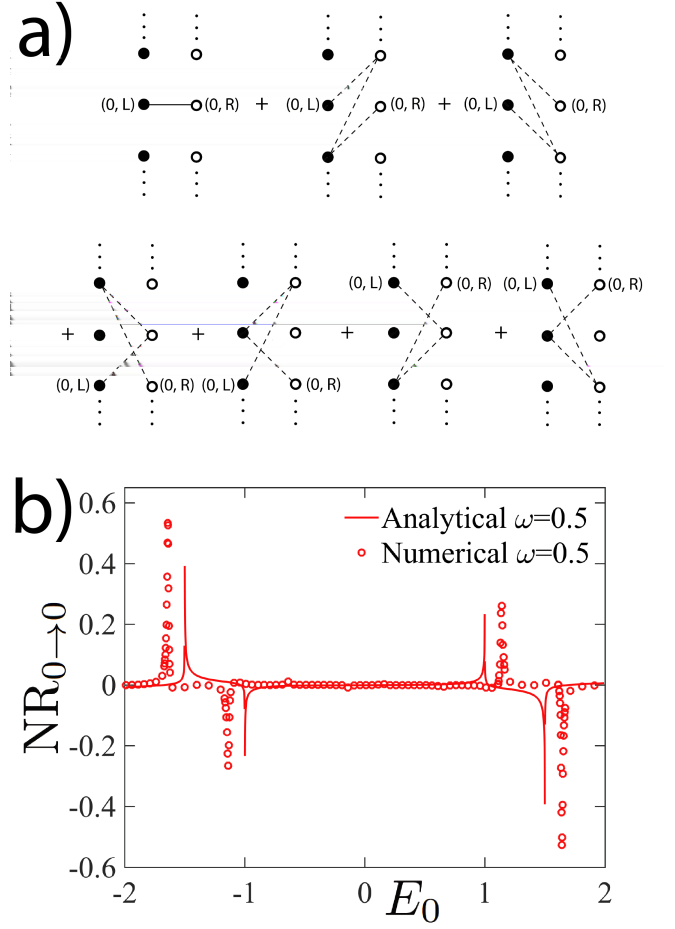 a)
(0, L) (0, R) + (0, L) (0, R) + (0, L) (0, R)
(0, L) (0, R) (0, L) (0, R)
+ + + +
(0, L) (0, R) (0, L) (0, R)
b)
0.6
Analytical ω=0.5
Numerical ω=0.5
0.4
0.2
0
-0.2
-0.4
-0.6
NR0→0
-2 -1 0 1 2
E0